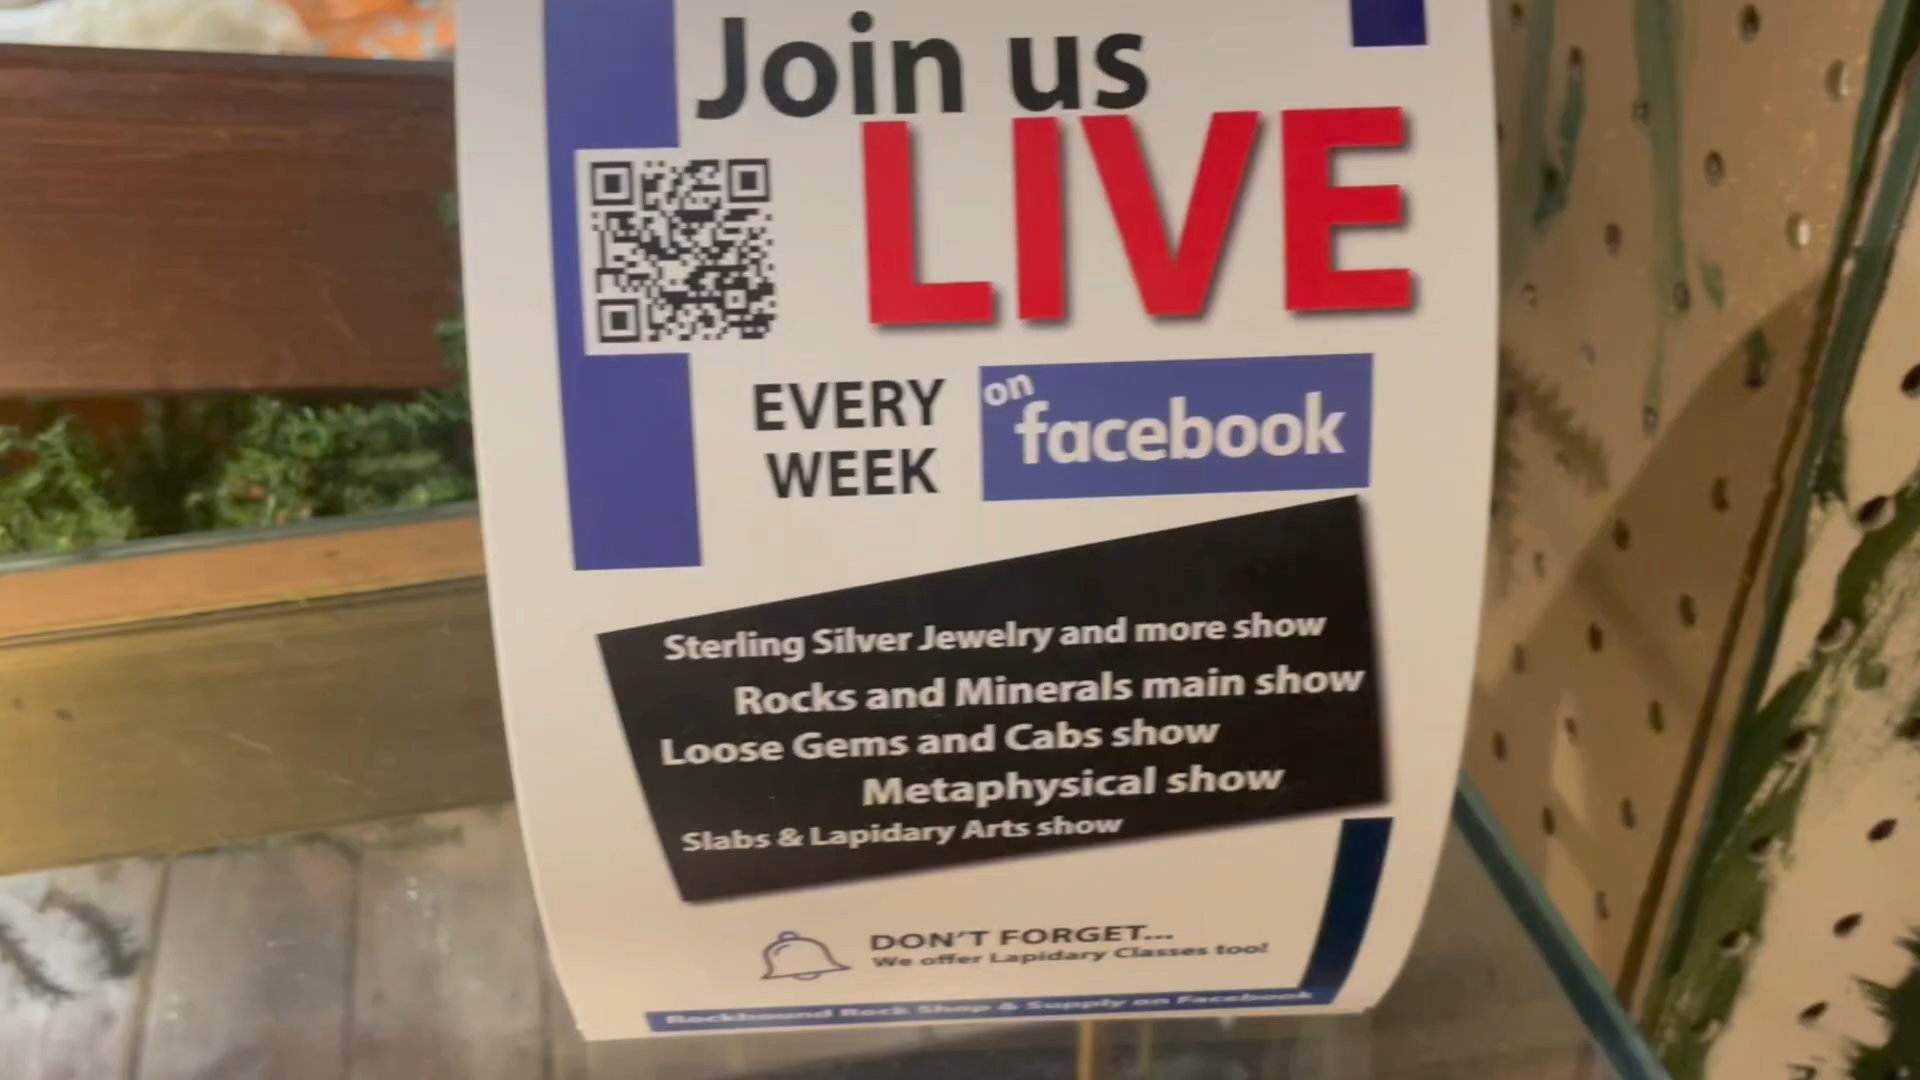 Join us
LIVE
EVERY
WEEK
on
facebook
Sterling Silver Jewelry and more show
Rocks and Minerals main show
Loose Gems and Cabs show
Metaphysical show
Slabs & Lapidary Arts show
DON'T FORGET...
We offer Lapidary Classes too!
Rockhound Rock Shop & Supply on Facebook